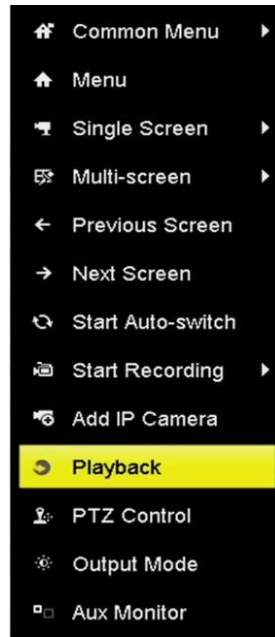 Common Menu
Menu
Single Screen
Multi-screen
Previous Screen
Next Screen
Start Auto-switch
Start Recording
Add IP Camera
Playback
PTZ Control
Output Mode
Aux Monitor